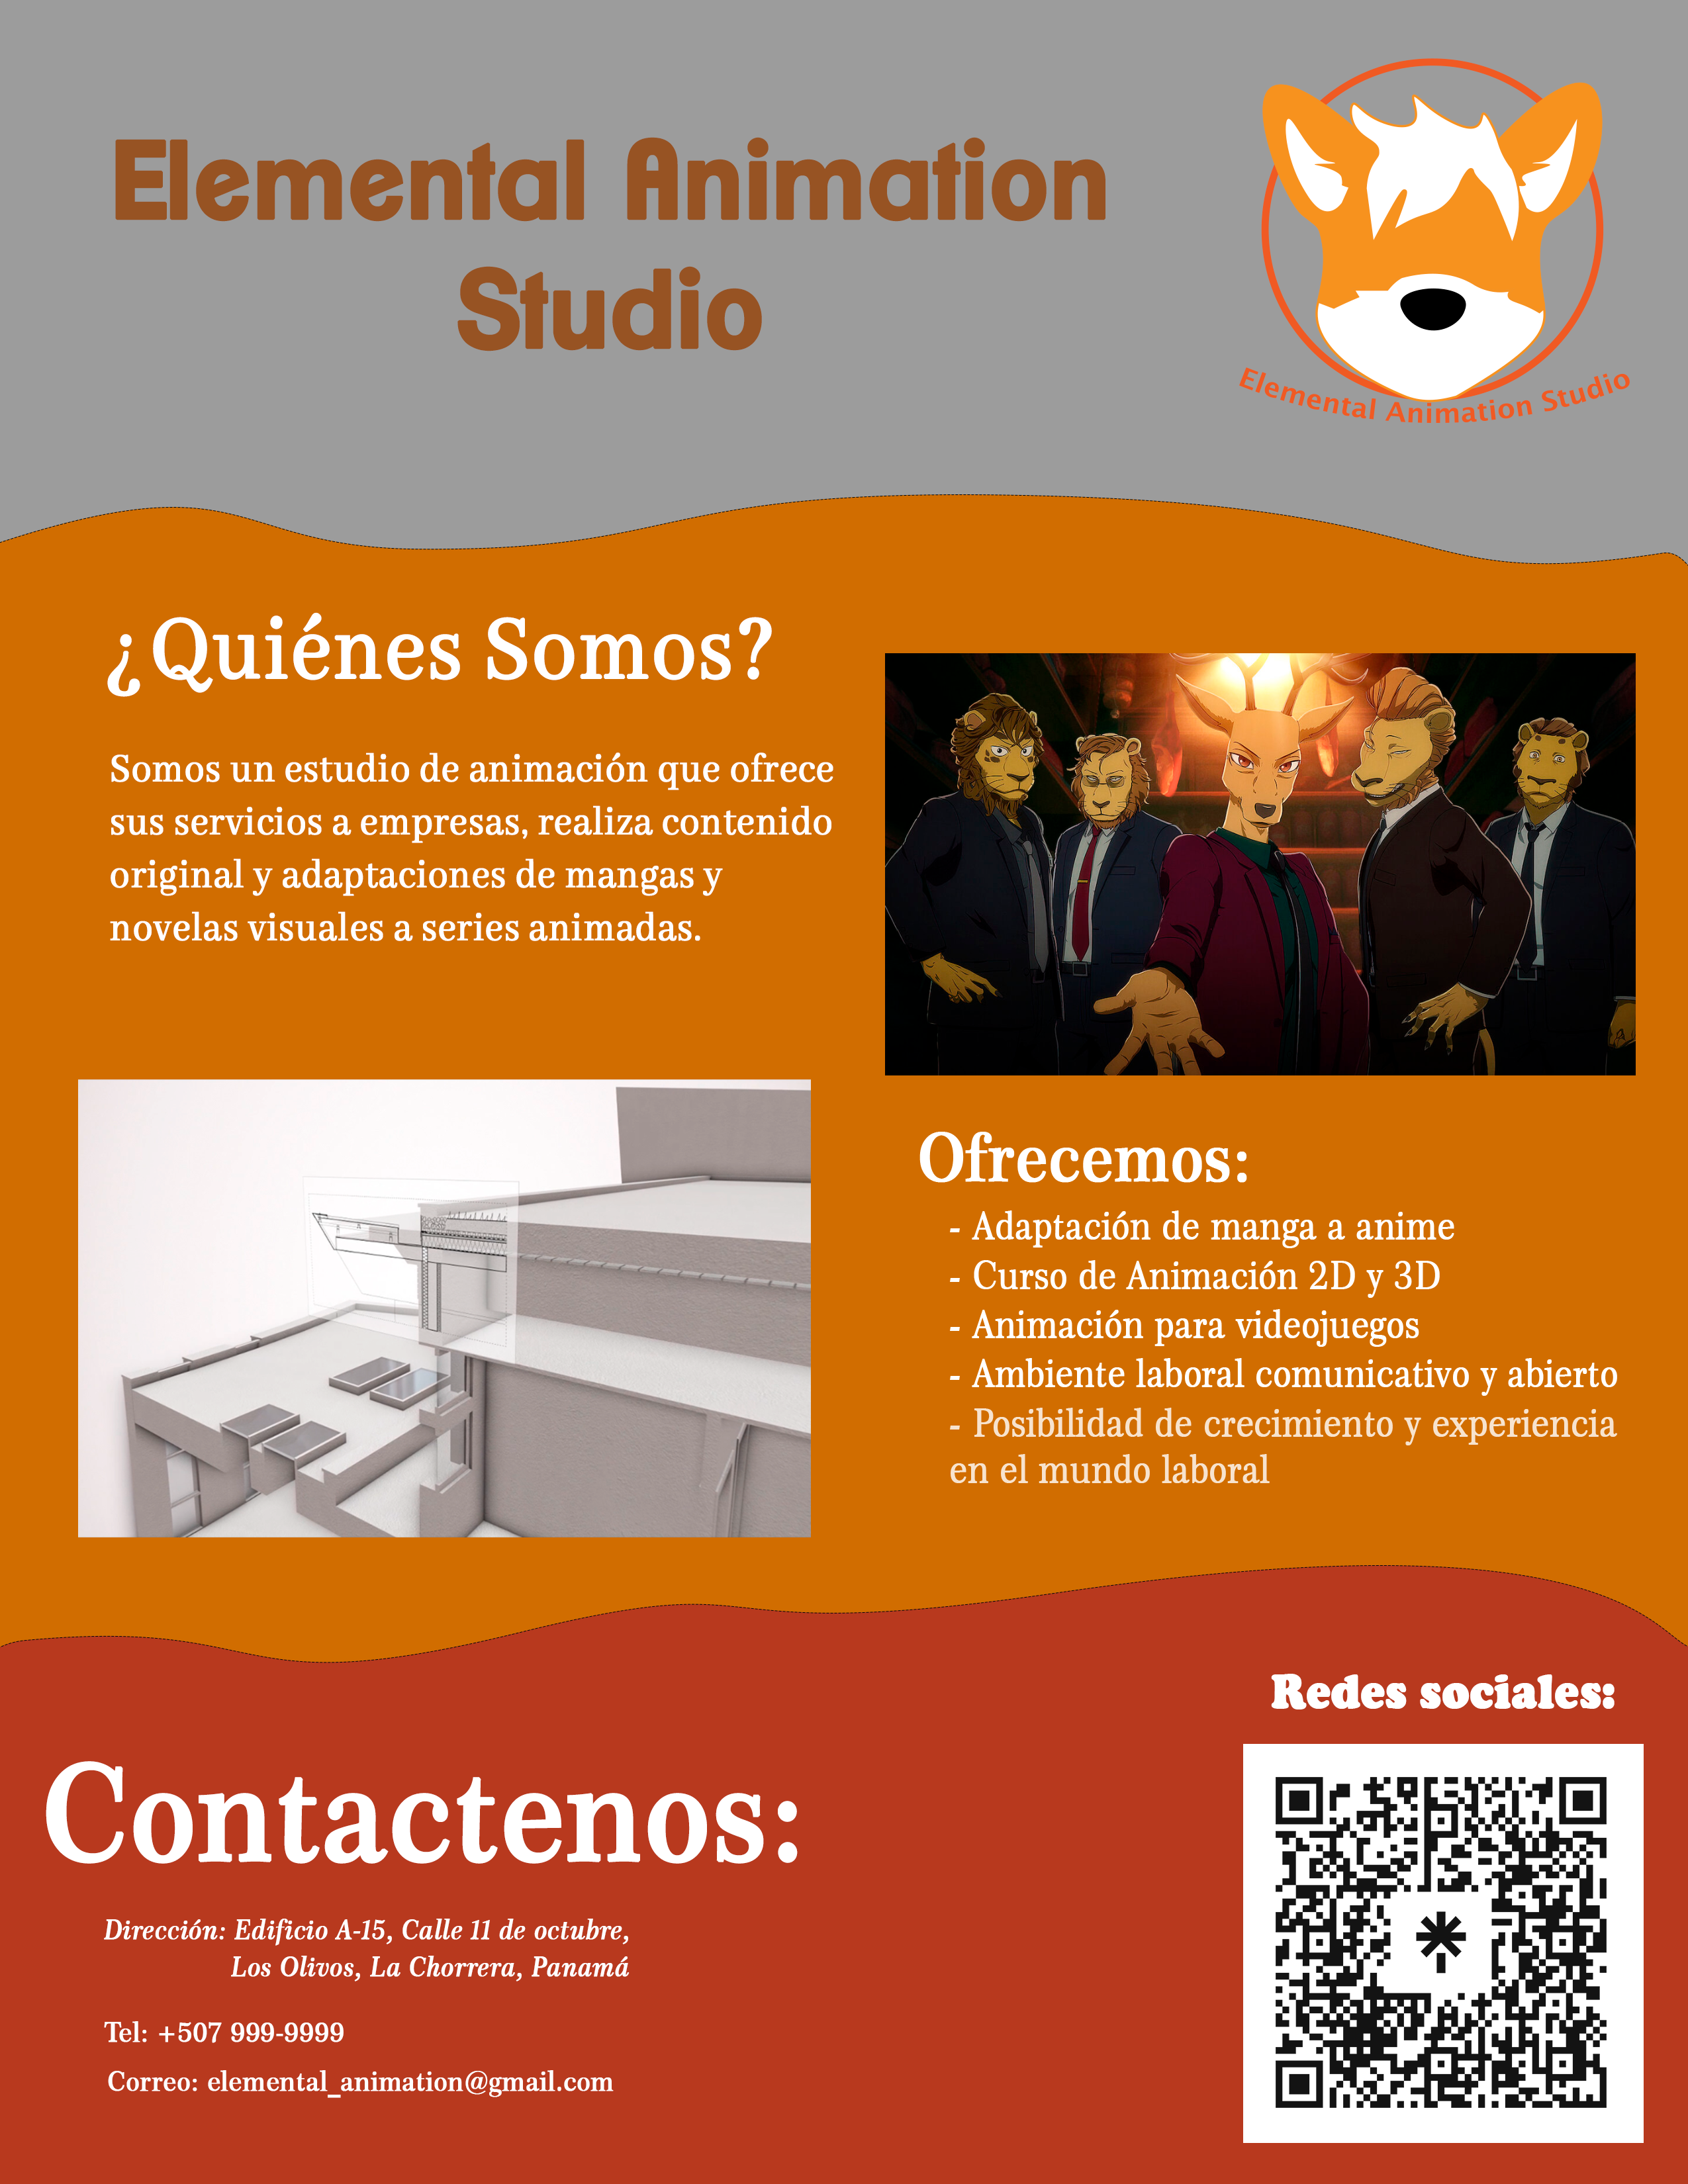 Elemental Animation
Studio
Elemental Animation Studio
¿Quiénes Somos?
Somos un estudio de animación que ofrece
sus servicios a empresas, realiza contenido
original y adaptaciones de mangas y
novelas visuales a series animadas.
Ofrecemos:
- Adaptación de manga a anime
- Curso de Animación 2D y 3D
- Animación para videojuegos
- Ambiente laboral comunicativo y abierto
- Posibilidad de crecimiento y experiencia
en el mundo laboral
Redes sociales:
Contactenos:
Dirección: Edificio A-15, Calle 11 de octubre,
Los Olivos, La Chorrera, Panamá
Tel: +507 999-9999
Correo: elemental_animation@gmail.com